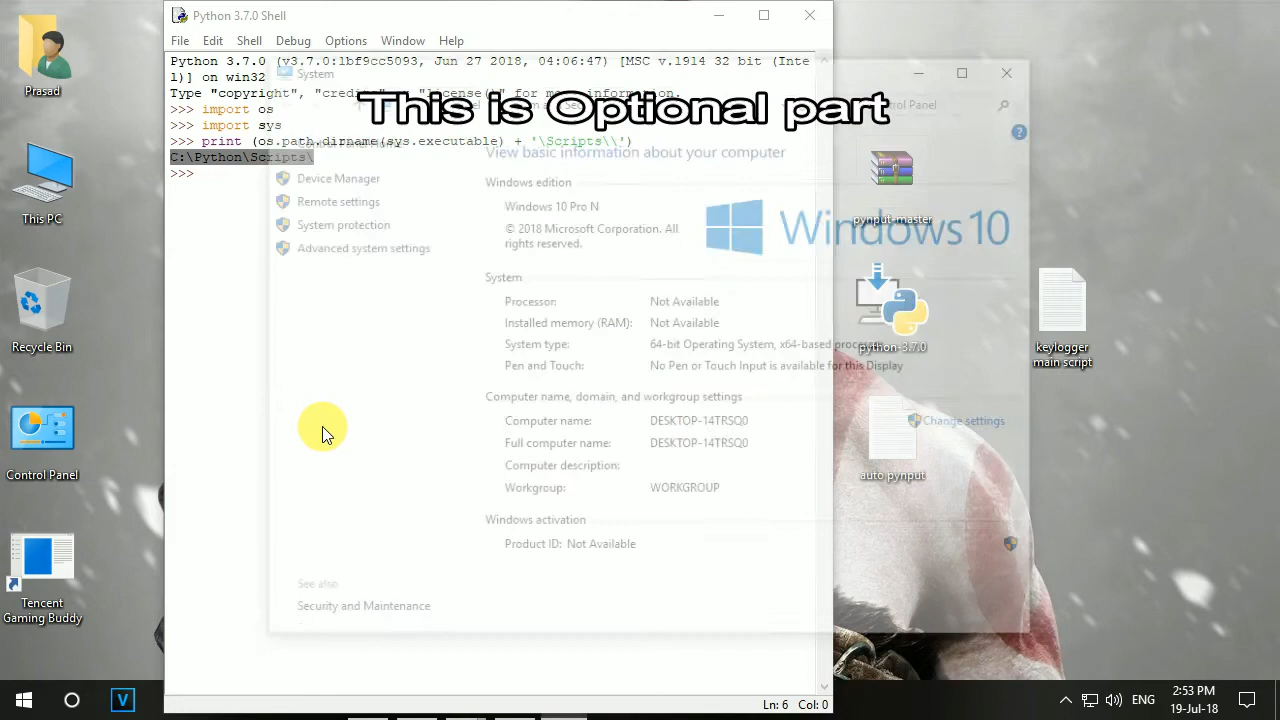 Python 3.7.0 Shell
File Edit Shell Debug Options Window Help
Python 3.7.0 (v3.7.0:1bf9cc5093, Jun 27 2018, 04:06:47) [MSC v.1914 32 bit (Inte
l)] on win32
Type "copyright", "credits" or "license()" for more information.
>>> import os
>>> import sys
>>> print (os.path.dirname(sys.executable) + '\Scripts\\')
C:\Python\Scripts\
>>>
This is Optional part
System
Control Panel
View basic information about your computer
Device Manager
Remote settings
System protection
Advanced system settings
Windows edition
Windows 10 Pro N
© 2018 Microsoft Corporation. All
rights reserved.
Windows 10
System
Processor: Not Available
Installed memory (RAM): Not Available
System type: 64-bit Operating System, x64-based processor
Pen and Touch: No Pen or Touch Input is available for this Display
Computer name, domain, and workgroup settings
Computer name: DESKTOP-14TRSQ0
Change settings
Full computer name: DESKTOP-14TRSQ0
Computer description:
Workgroup: WORKGROUP
Windows activation
Product ID: Not Available
See also
Security and Maintenance
Ln: 6 Col: 0
Prasad
This PC
Recycle Bin
Control Panel
Tencent
Gaming Buddy
pynput-master
python-3.7.0
auto pynput
keylogger
main script
V
ENG
2:53 PM
19-Jul-18